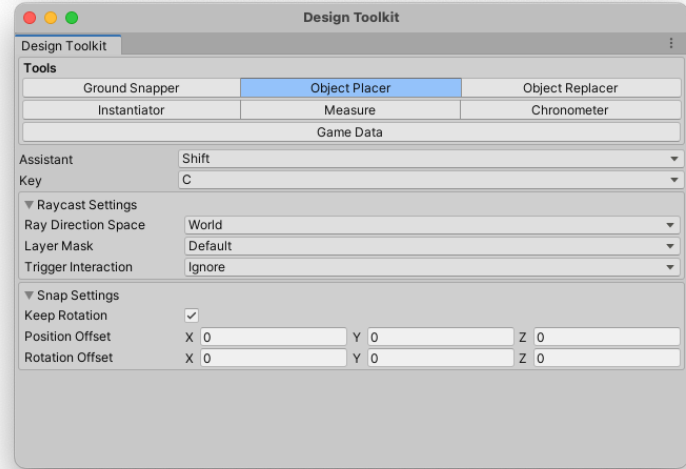 Design Toolkit
Design Toolkit
Tools
Ground Snapper Object Placer Object Replacer
Instantiator Measure Chronometer
Game Data
Assistant Shift
Key C
Raycast Settings
Ray Direction Space World
Layer Mask Default
Trigger Interaction Ignore
Snap Settings
Keep Rotation
Position Offset X 0 Y 0 Z 0
Rotation Offset X 0 Y 0 Z 0